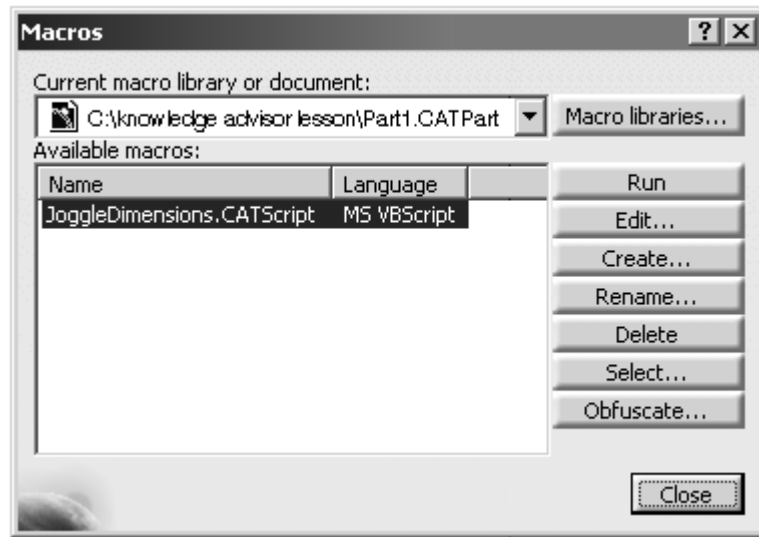 Macros
Current macro library or document:
C:\knowledge advisor lesson\Part1.CATPart
Macro libraries...
Available macros:
Name Language
JoggleDimensions.CATScript MS VBScript
Run
Edit...
Create...
Rename...
Delete
Select...
Obfuscate...
Close